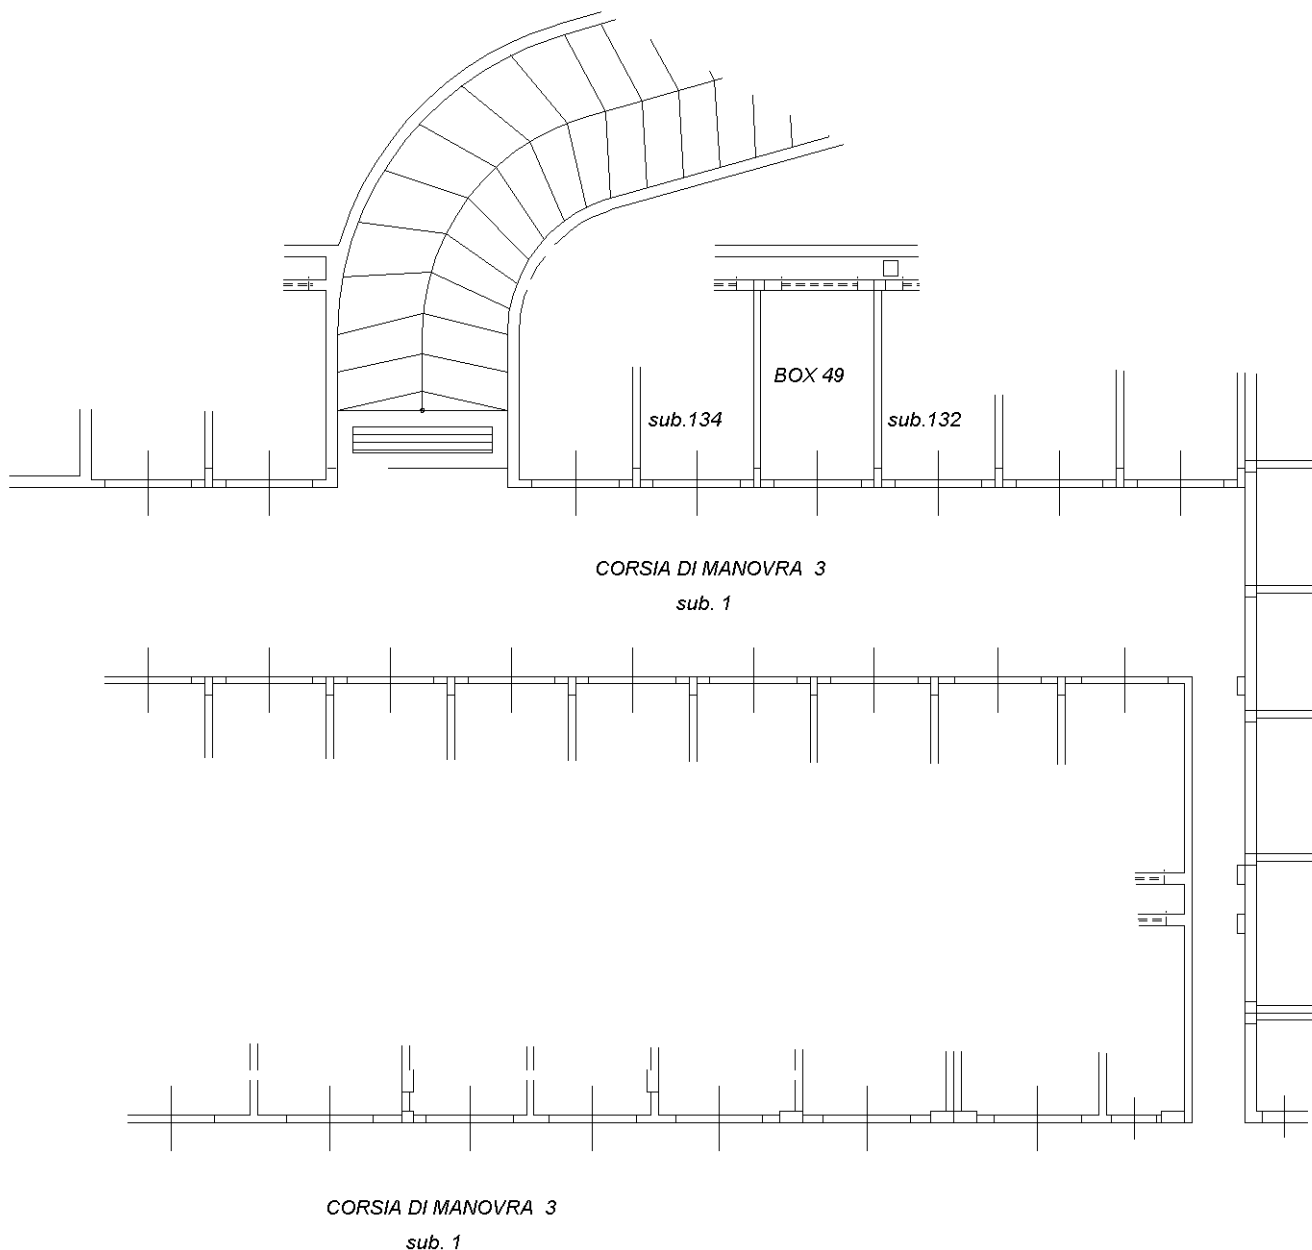 BOX 49
sub.134
sub.132
CORSIA DI MANOVRA 3
sub. 1
CORSIA DI MANOVRA 3
sub. 1